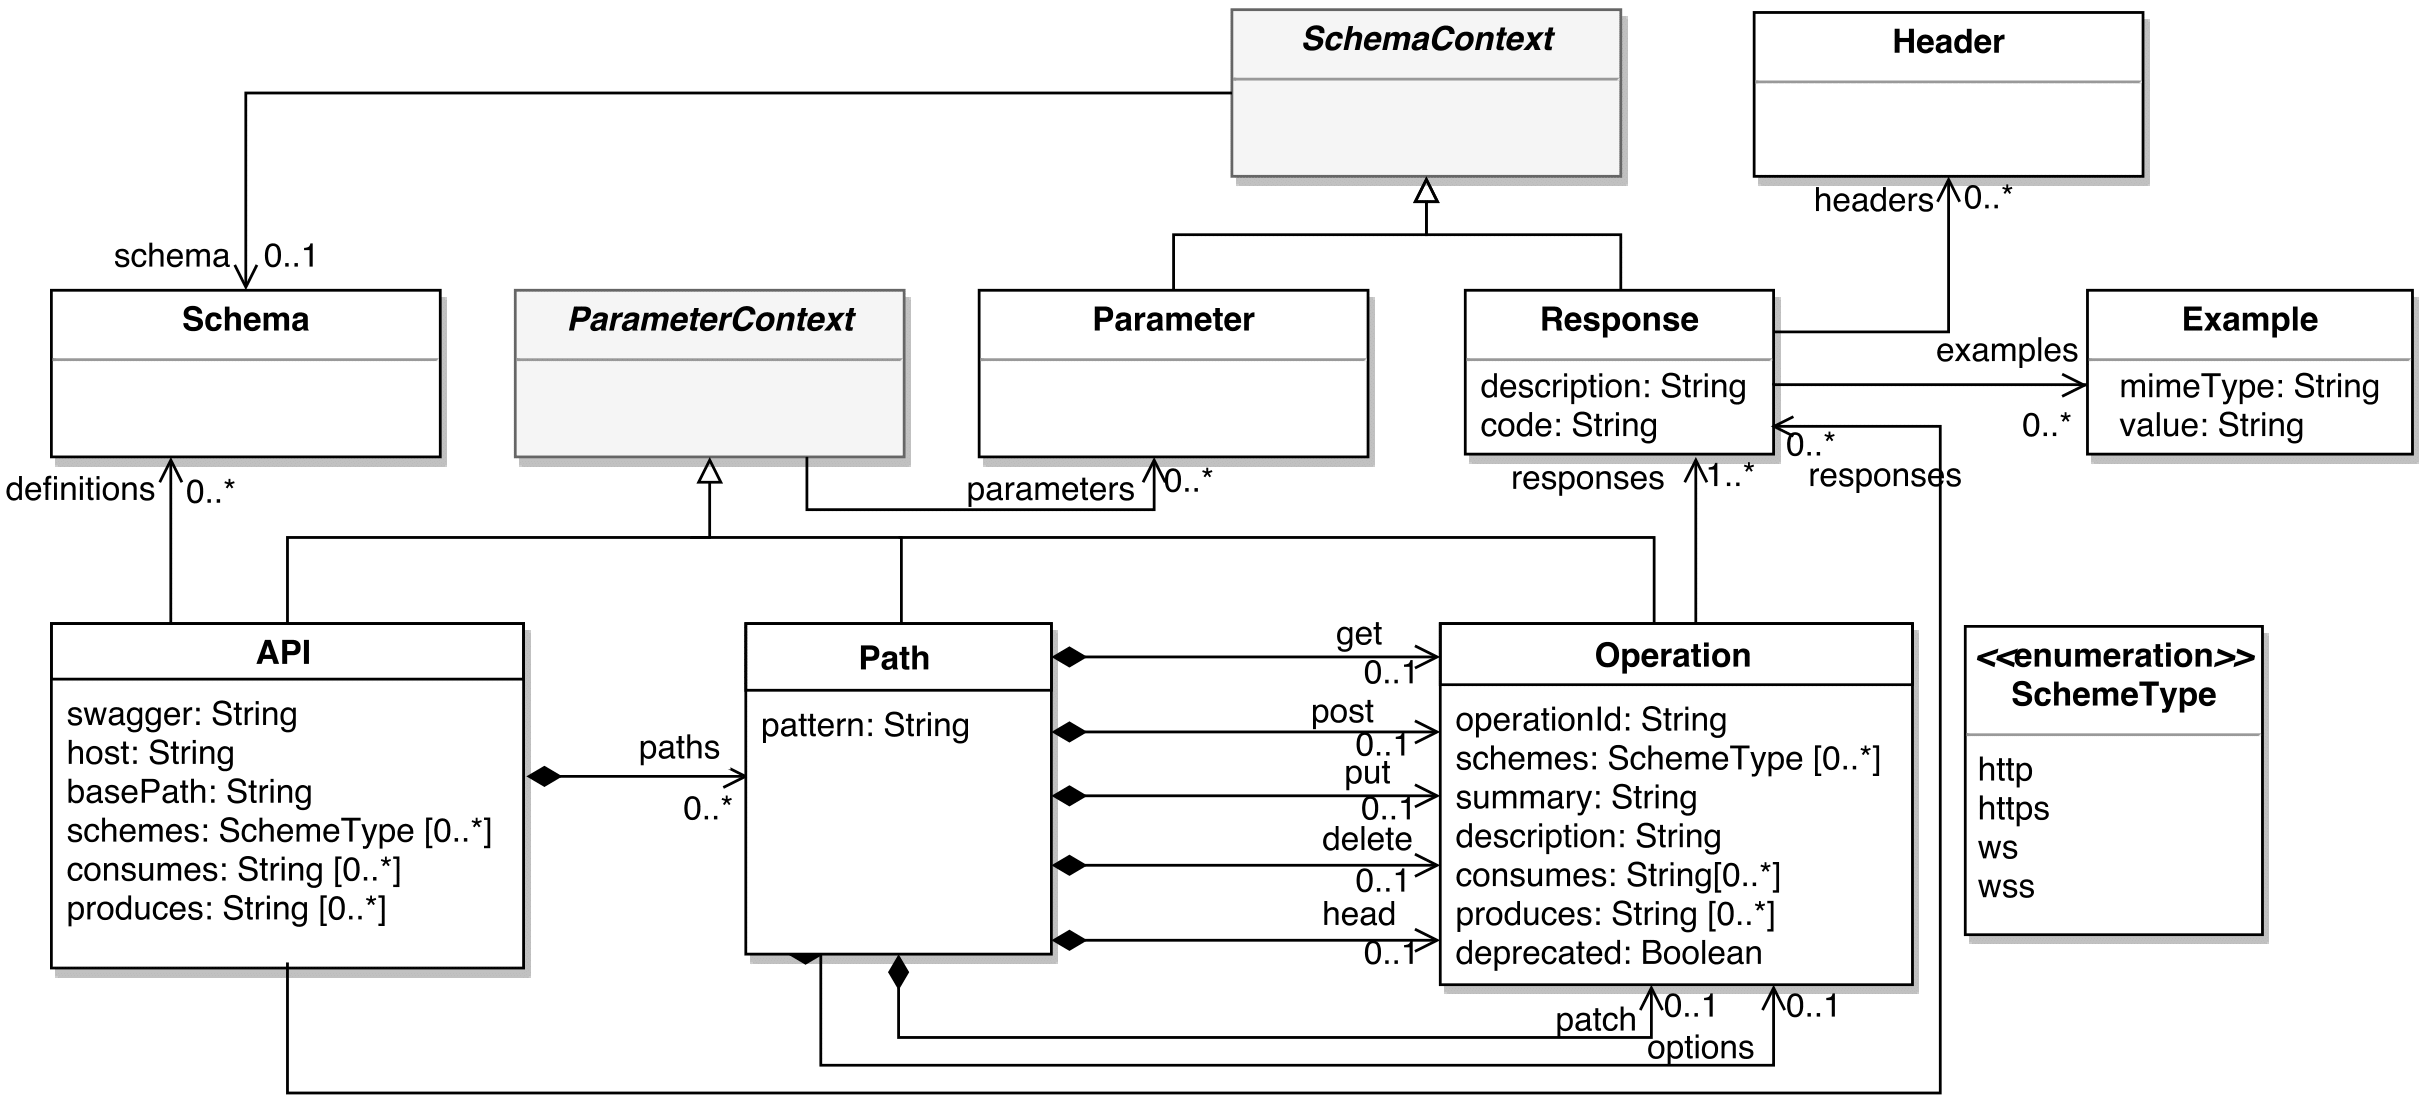 SchemaContext
Header
headers
0..*
schema
0..1
Schema
ParameterContext
Parameter
Response
description: String
code: String
examples
0..*
Example
mimeType: String
value: String
definitions
0..*
parameters
0..*
responses
1..*
0..*
responses
API
swagger: String
host: String
basePath: String
schemes: SchemeType [0..*]
consumes: String [0..*]
produces: String [0..*]
paths
0..*
Path
pattern: String
get
0..1
post
0..1
put
0..1
delete
0..1
head
0..1
Operation
operationId: String
schemes: SchemeType [0..*]
summary: String
description: String
consumes: String[0..*]
produces: String [0..*]
deprecated: Boolean
<<enumeration>>
SchemeType
http
https
ws
wss
patch
0..1
options
0..1